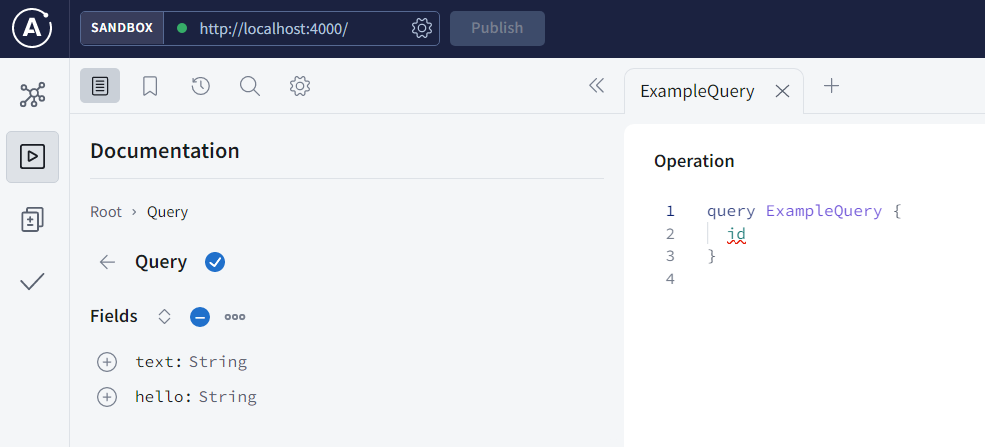 SANDBOX http://localhost:4000/ Publish
ExampleQuery
Documentation
Root › Query
Query
Fields
text: String
hello: String
Operation
1 query ExampleQuery {
2 id
3 }
4